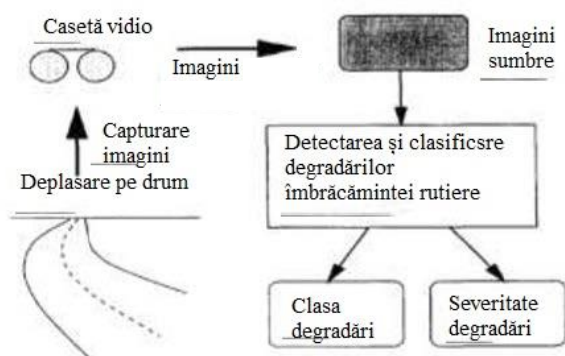 Casetă vidio
Imagini
Imagini
sumbre
Capturare
imagini
Deplasare pe drum
Detectarea și clasificsre
degradărilor
îmbrăcămintei rutiere
Clasa
degradări
Severitate
degradări